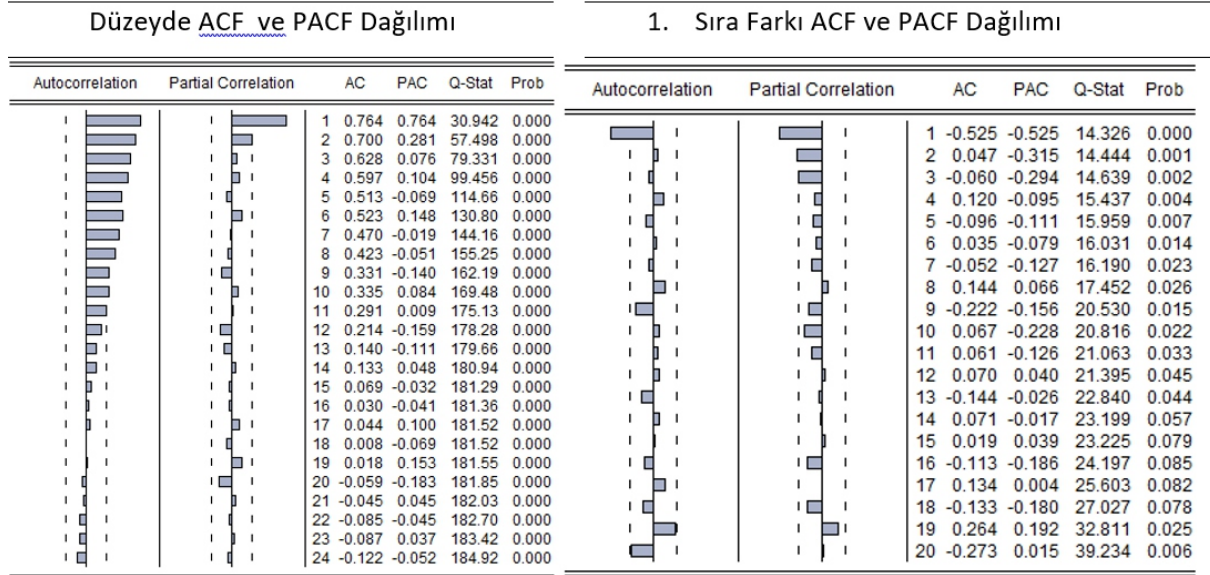 Düzeyde ACF ve PACF Dağılımı
Autocorrelation Partial Correlation AC PAC Q-Stat Prob
1 0.764 0.764 30.942 0.000
2 0.700 0.281 57.498 0.000
3 0.628 0.076 79.331 0.000
4 0.597 0.104 99.456 0.000
5 0.513 -0.069 114.66 0.000
6 0.523 0.148 130.80 0.000
7 0.470 -0.019 144.16 0.000
8 0.423 -0.051 155.25 0.000
9 0.331 -0.140 162.19 0.000
10 0.335 0.084 169.48 0.000
11 0.291 0.009 175.13 0.000
12 0.214 -0.159 178.28 0.000
13 0.140 -0.111 179.66 0.000
14 0.133 0.048 180.94 0.000
15 0.069 -0.032 181.29 0.000
16 0.030 -0.041 181.36 0.000
17 0.044 0.100 181.52 0.000
18 0.008 -0.069 181.52 0.000
19 0.018 0.153 181.55 0.000
20 -0.059 -0.183 181.85 0.000
21 -0.045 0.045 182.03 0.000
22 -0.085 -0.045 182.70 0.000
23 -0.087 0.037 183.42 0.000
24 -0.122 -0.052 184.92 0.000
1. Sıra Farkı ACF ve PACF Dağılımı
Autocorrelation Partial Correlation AC PAC Q-Stat Prob
1 -0.525 -0.525 14.326 0.000
2 0.047 -0.315 14.444 0.001
3 -0.060 -0.294 14.639 0.002
4 0.120 -0.095 15.437 0.004
5 -0.096 -0.111 15.959 0.007
6 0.035 -0.079 16.031 0.014
7 -0.052 -0.127 16.190 0.023
8 0.144 0.066 17.452 0.026
9 -0.222 -0.156 20.530 0.015
10 0.067 -0.228 20.816 0.022
11 0.061 -0.126 21.063 0.033
12 0.070 0.040 21.395 0.045
13 -0.144 -0.026 22.840 0.044
14 0.071 -0.017 23.199 0.057
15 0.019 0.039 23.225 0.079
16 -0.113 -0.186 24.197 0.085
17 0.134 0.004 25.603 0.082
18 -0.133 -0.180 27.027 0.078
19 0.264 0.192 32.811 0.025
20 -0.273 0.015 39.234 0.006